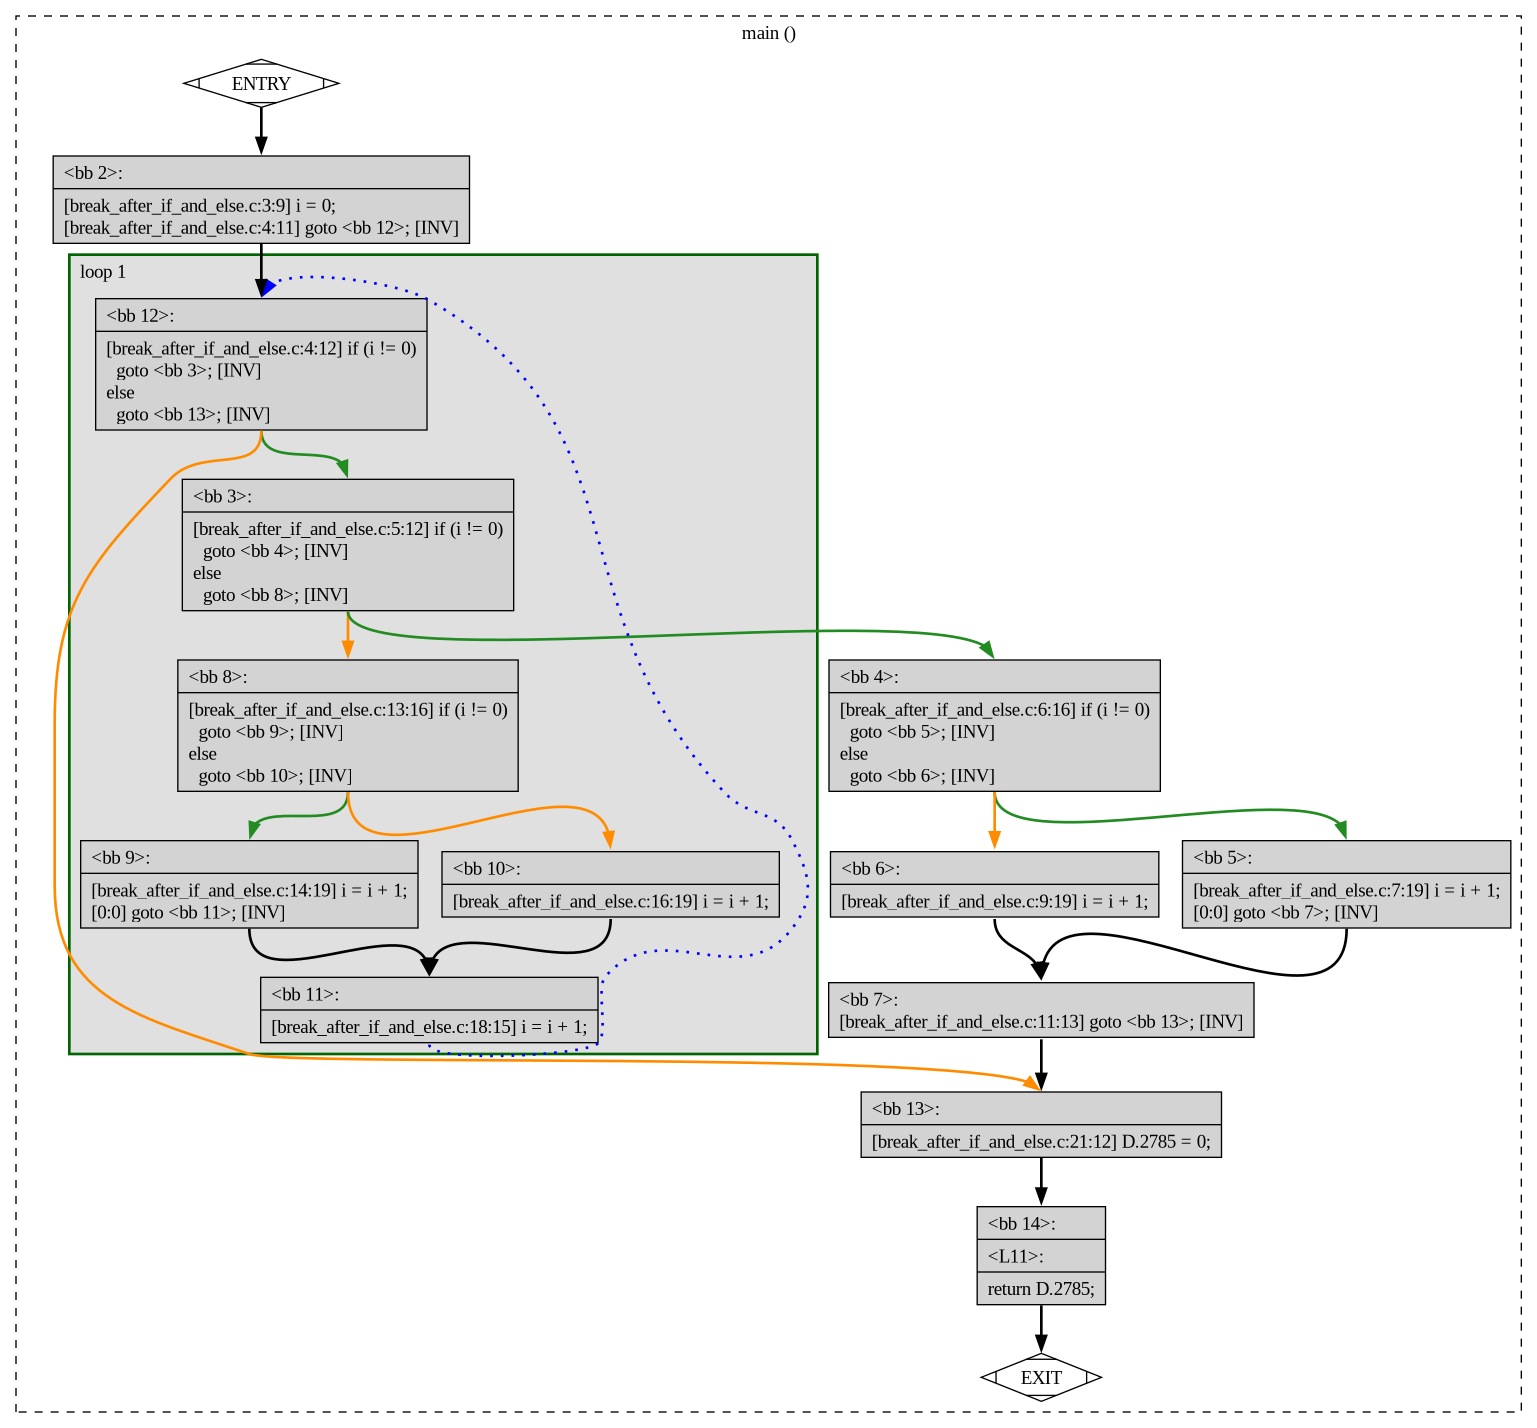 main ()
ENTRY
<bb 2>:
[break_after_if_and_else.c:3:9] i = 0;
[break_after_if_and_else.c:4:11] goto <bb 12>; [INV]
loop 1
<bb 12>:
[break_after_if_and_else.c:4:12] if (i != 0)
goto <bb 3>; [INV]
else
goto <bb 13>; [INV]
<bb 3>:
[break_after_if_and_else.c:5:12] if (i != 0)
goto <bb 4>; [INV]
else
goto <bb 8>; [INV]
<bb 8>:
[break_after_if_and_else.c:13:16] if (i != 0)
goto <bb 9>; [INV]
else
goto <bb 10>; [INV]
<bb 4>:
[break_after_if_and_else.c:6:16] if (i != 0)
goto <bb 5>; [INV]
else
goto <bb 6>; [INV]
<bb 9>:
[break_after_if_and_else.c:14:19] i = i + 1;
[0:0] goto <bb 11>; [INV]
<bb 10>:
[break_after_if_and_else.c:16:19] i = i + 1;
<bb 6>:
[break_after_if_and_else.c:9:19] i = i + 1;
<bb 5>:
[break_after_if_and_else.c:7:19] i = i + 1;
[0:0] goto <bb 7>; [INV]
<bb 11>:
[break_after_if_and_else.c:18:15] i = i + 1;
<bb 7>:
[break_after_if_and_else.c:11:13] goto <bb 13>; [INV]
<bb 13>:
[break_after_if_and_else.c:21:12] D.2785 = 0;
<bb 14>:
<L11>:
return D.2785;
EXIT